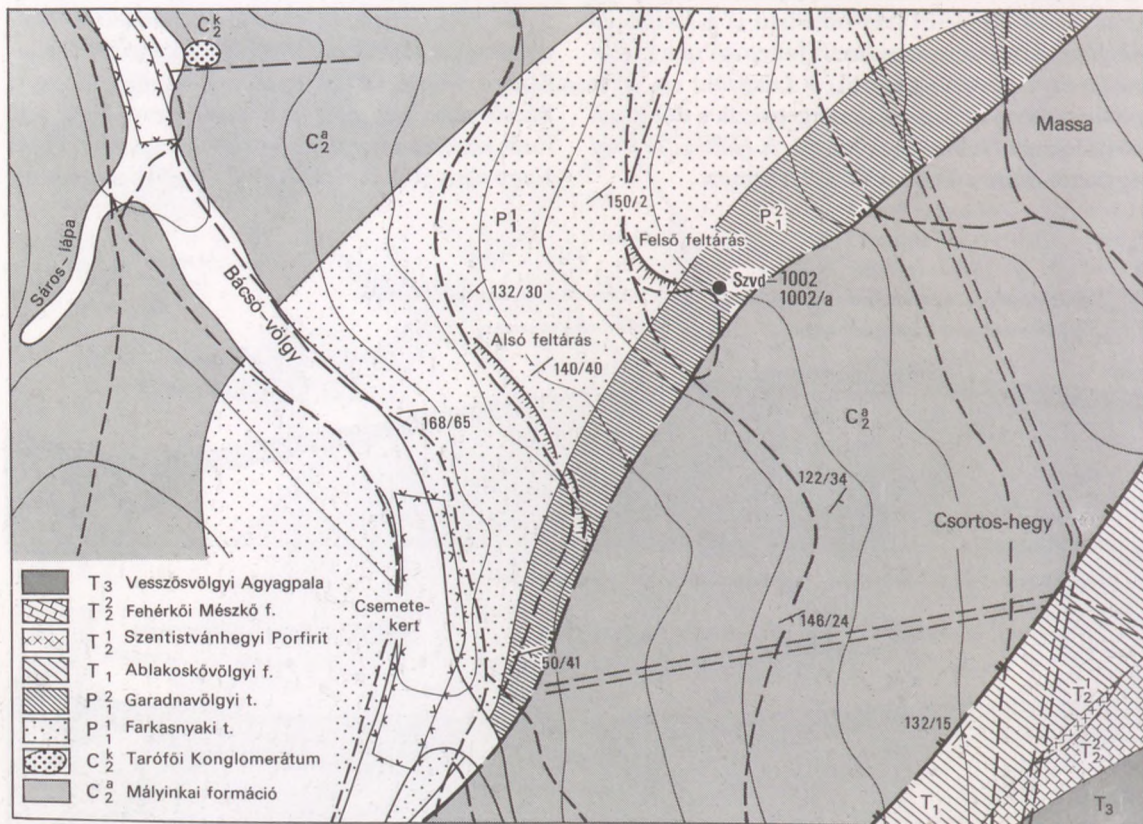 C₂ᵏ
C₂ᵃ
Massa
150/2
P₁¹
P₁²
Felső feltárás
Szvd-1002
1002/a
Sáros-lápa
Bácsó-völgy
132/30
Alsó feltárás
140/40
168/65
C₂ᵃ
122/34
Csortos-hegy
Csemete-
kert
146/24
50/41
132/15
T₂¹
T₂²
T₁
T₃
T₃ Vesszősvölgyi Agyagpala
T₂² Fehérkői Mészkő f.
T₂¹ Szentistvánhegyi Porfirit
T₁ Ablakoskővölgyi f.
P₁² Garadnavölgyi t.
P₁¹ Farkasnyaki t.
C₂ᵏ Tarófői Konglomerátum
C₂ᵃ Mályinkai formáció